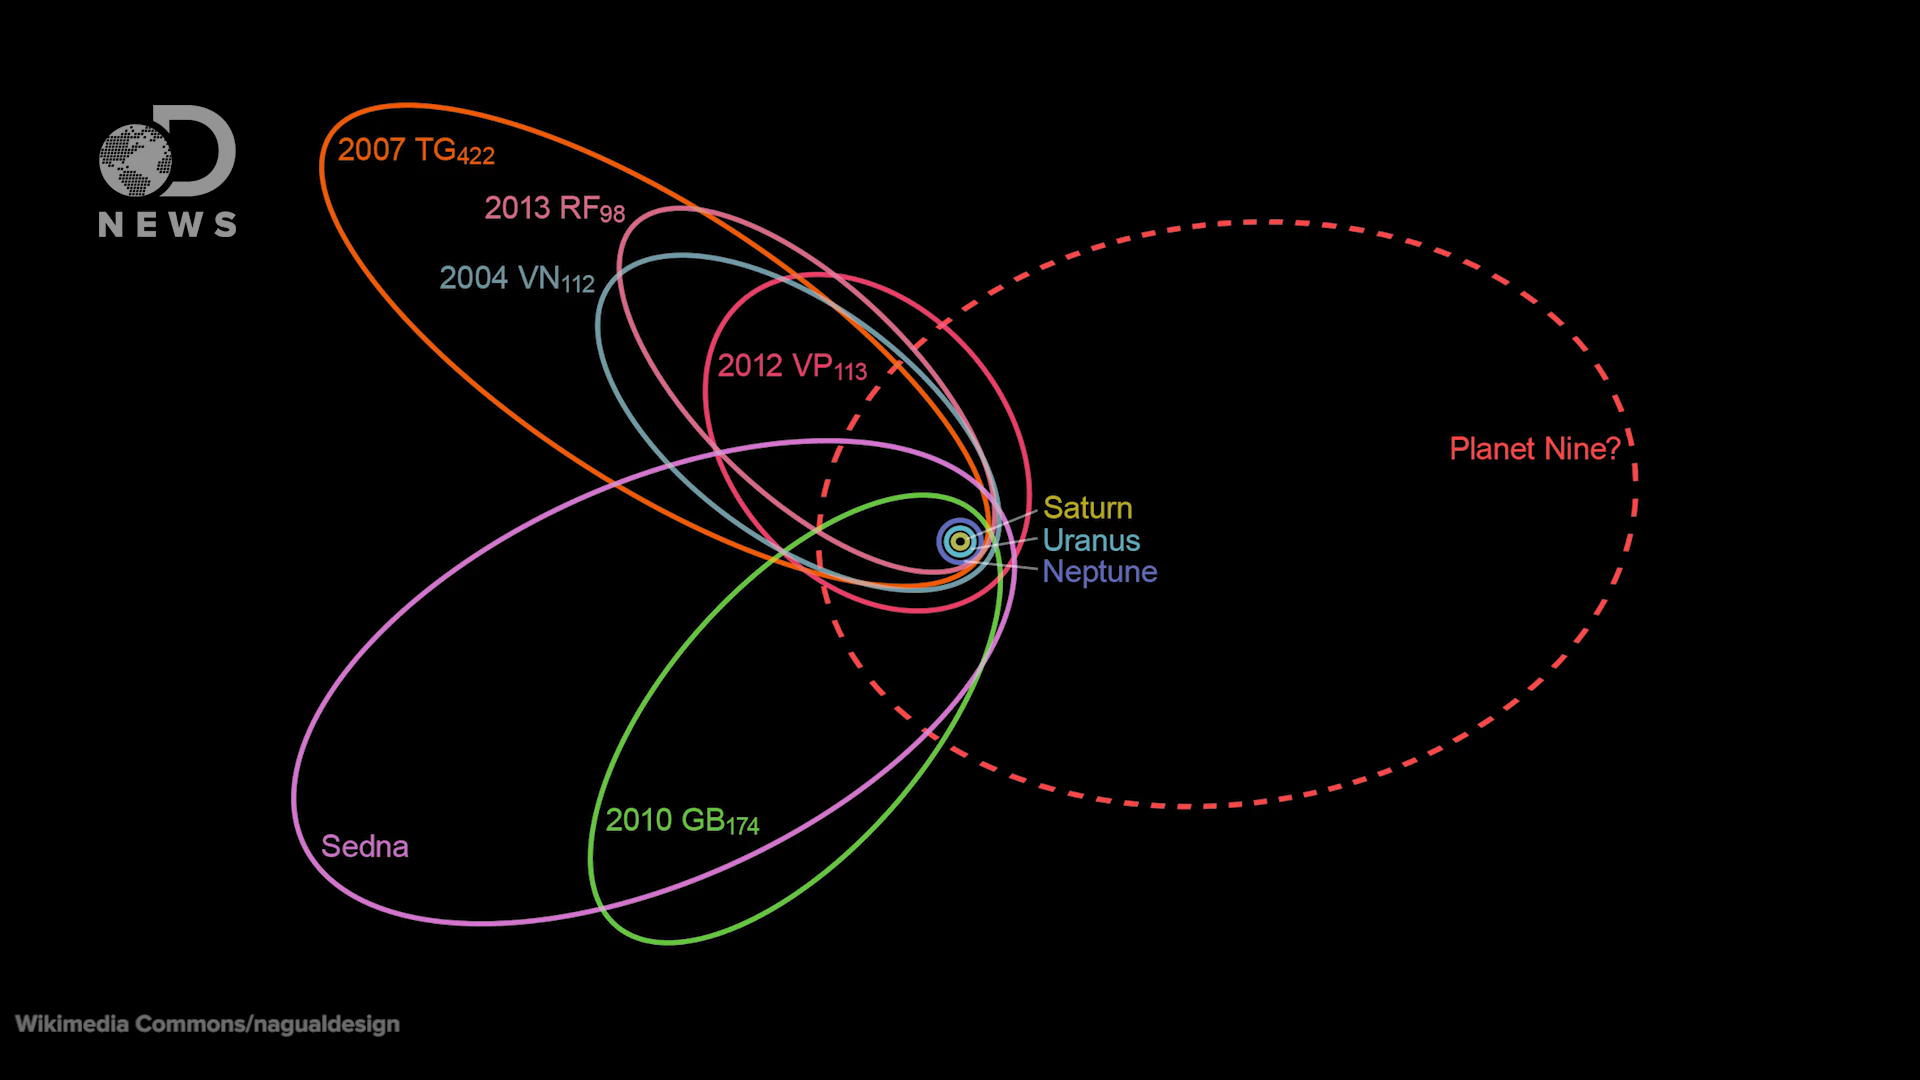 NEWS
2007 TG422
2013 RF98
2004 VN112
2012 VP113
Planet Nine?
Saturn
Uranus
Neptune
2010 GB174
Sedna
Wikimedia Commons/nagualdesign